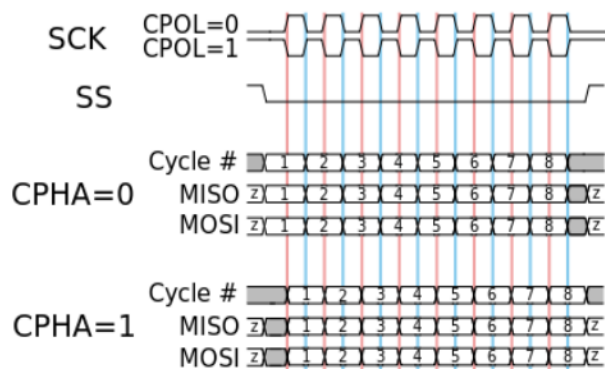 SCK CPOL=0
CPOL=1
SS
Cycle # 1 2 3 4 5 6 7 8
CPHA=0 MISO z 1 2 3 4 5 6 7 8 z
MOSI z 1 2 3 4 5 6 7 8 z
Cycle # 1 2 3 4 5 6 7 8
CPHA=1 MISO z 1 2 3 4 5 6 7 8 z
MOSI z 1 2 3 4 5 6 7 8 z